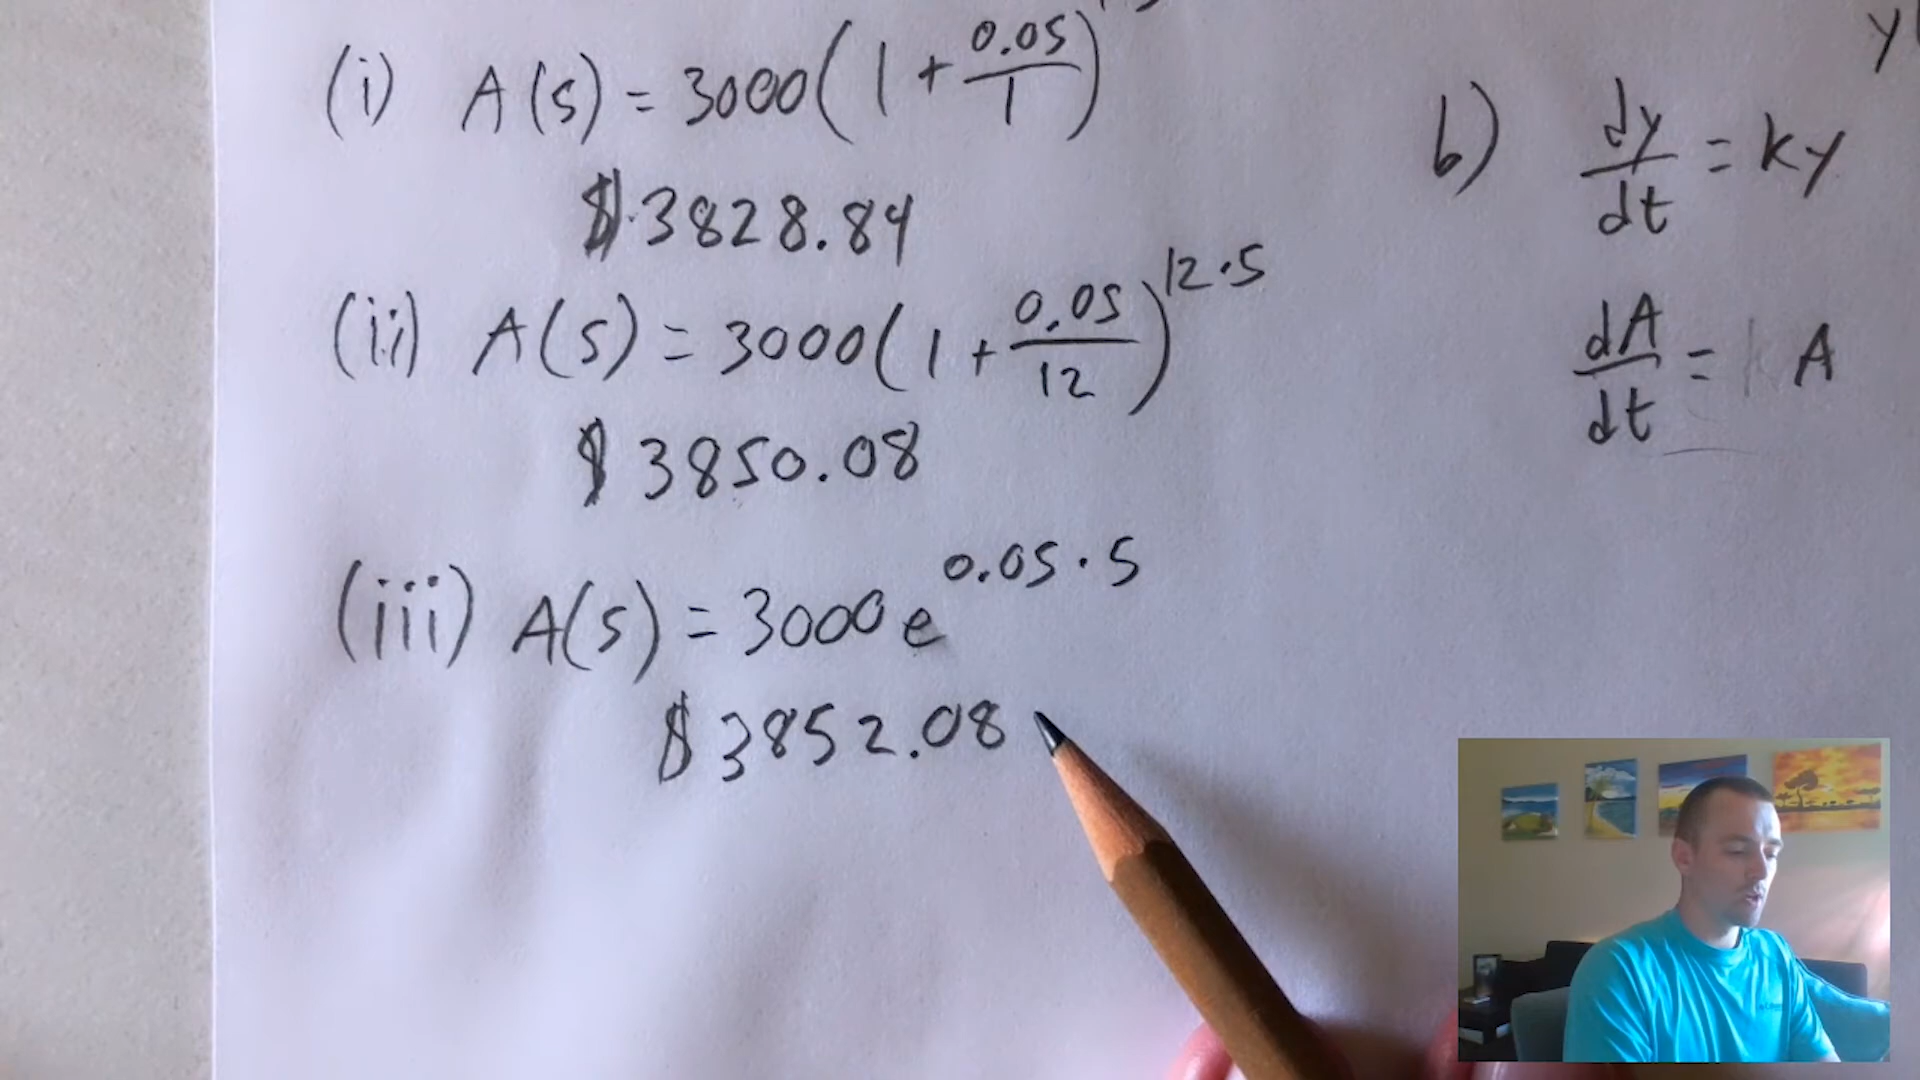 (i) A(5) = 3000(1 + 0.05/1)
$3828.84
(ii) A(5) = 3000(1 + 0.05/12)^12·5
$3850.08
(iii) A(5) = 3000e^0.05·5
$3852.08
b) dy/dt = ky
dA/dt = A